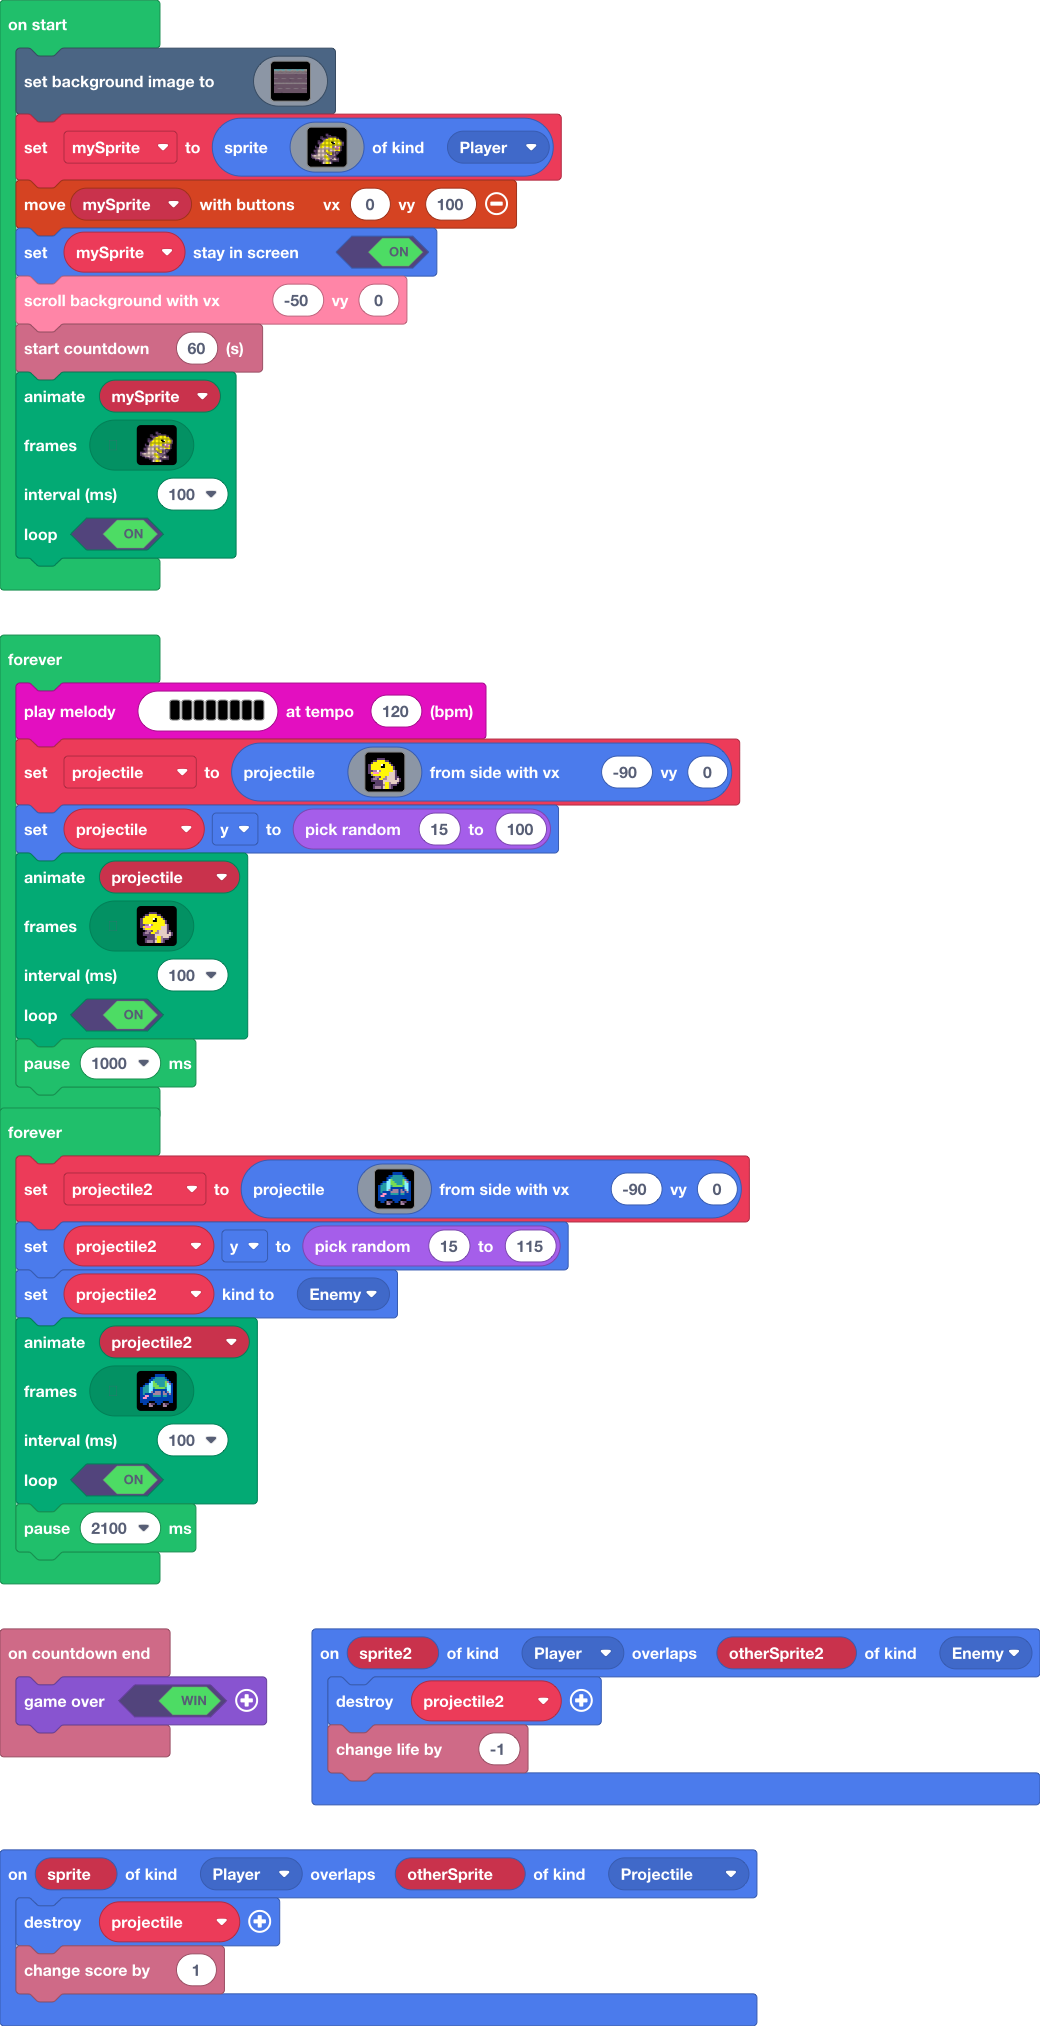 on start
set background image to
set mySprite to sprite of kind Player
move mySprite with buttons vx 0 vy 100
set mySprite stay in screen ON
scroll background with vx -50 vy 0
start countdown 60 (s)
animate mySprite
frames
interval (ms) 100
loop ON
forever
play melody at tempo 120 (bpm)
set projectile to projectile from side with vx -90 vy 0
set projectile y to pick random 15 to 100
animate projectile
frames
interval (ms) 100
loop ON
pause 1000 ms
forever
set projectile2 to projectile from side with vx -90 vy 0
set projectile2 y to pick random 15 to 115
set projectile2 kind to Enemy
animate projectile2
frames
interval (ms) 100
loop ON
pause 2100 ms
on countdown end
game over WIN
on sprite2 of kind Player overlaps otherSprite2 of kind Enemy
destroy projectile2
change life by -1
on sprite of kind Player overlaps otherSprite of kind Projectile
destroy projectile
change score by 1